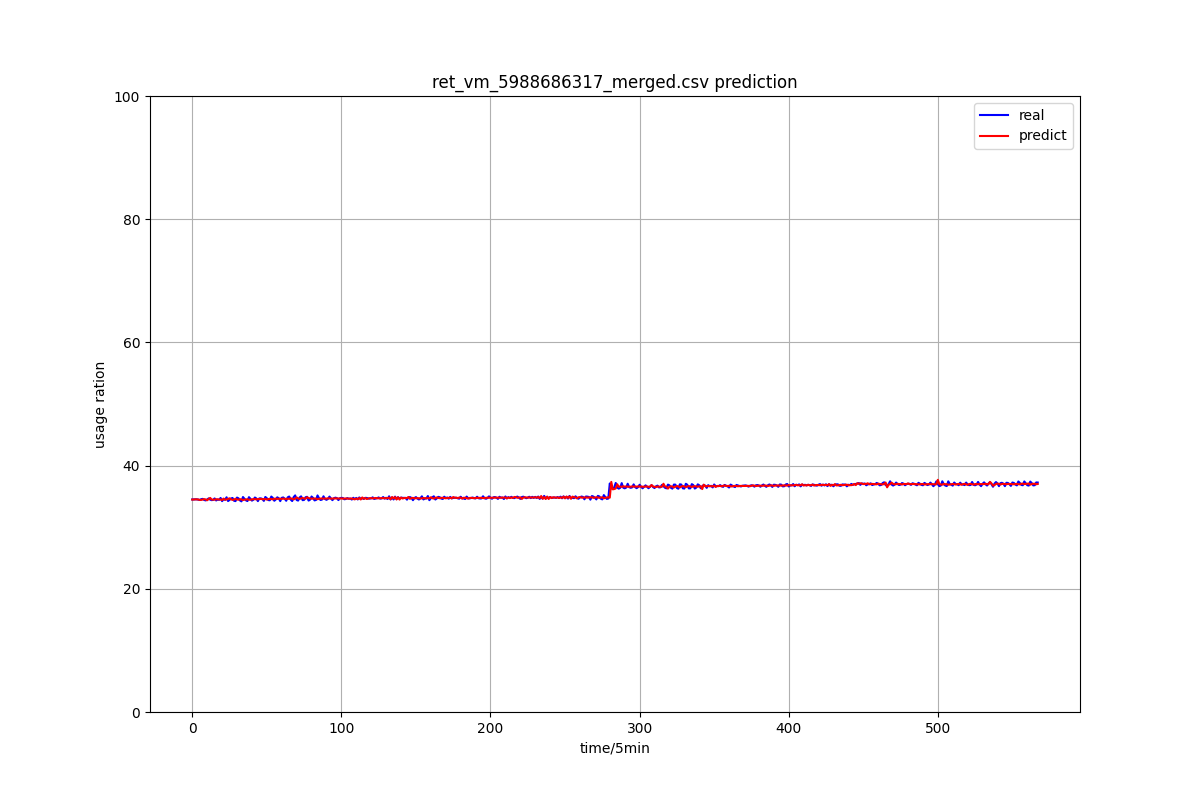 ret_vm_5988686317_merged.csv prediction
100
80
60
40
20
0
usage ration
real
predict
0 100 200 300 400 500
time/5min